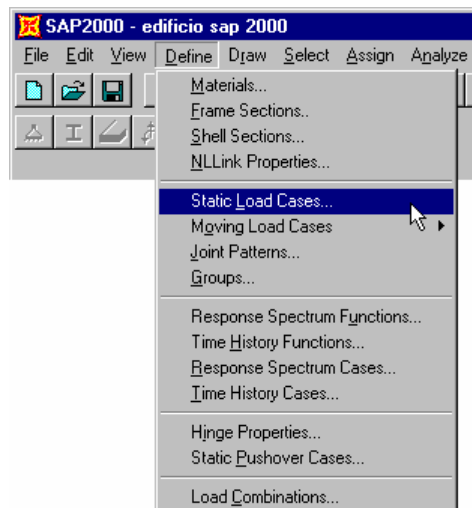 SAP2000 - edificio sap 2000
File Edit View Define Draw Select Assign Analyze
Materials...
Frame Sections..
Shell Sections...
NLLink Properties...
Static Load Cases...
Moving Load Cases
Joint Patterns...
Groups...
Response Spectrum Functions...
Time History Functions...
Response Spectrum Cases...
Time History Cases...
Hinge Properties...
Static Pushover Cases...
Load Combinations...